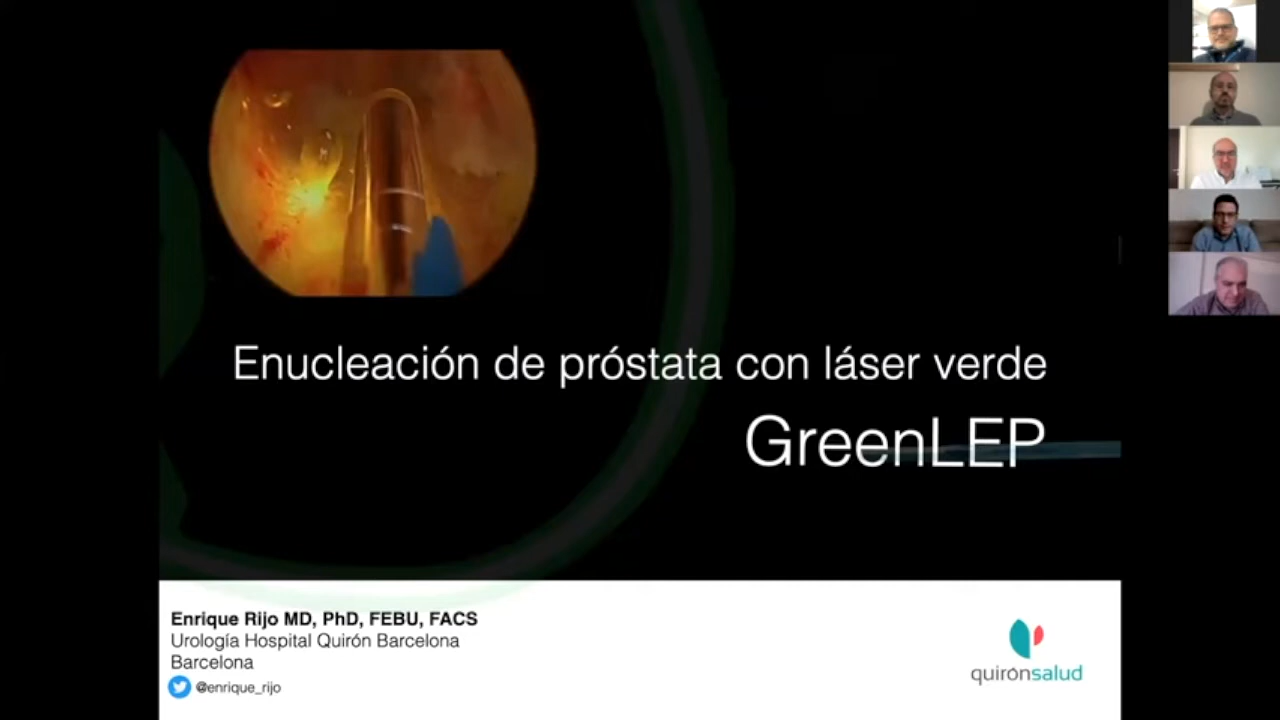 Enucleación de próstata con láser verde
GreenLEP
Enrique Rijo MD, PhD, FEBU, FACS
Urología Hospital Quirón Barcelona
Barcelona
@enrique_rijo
quirónsalud